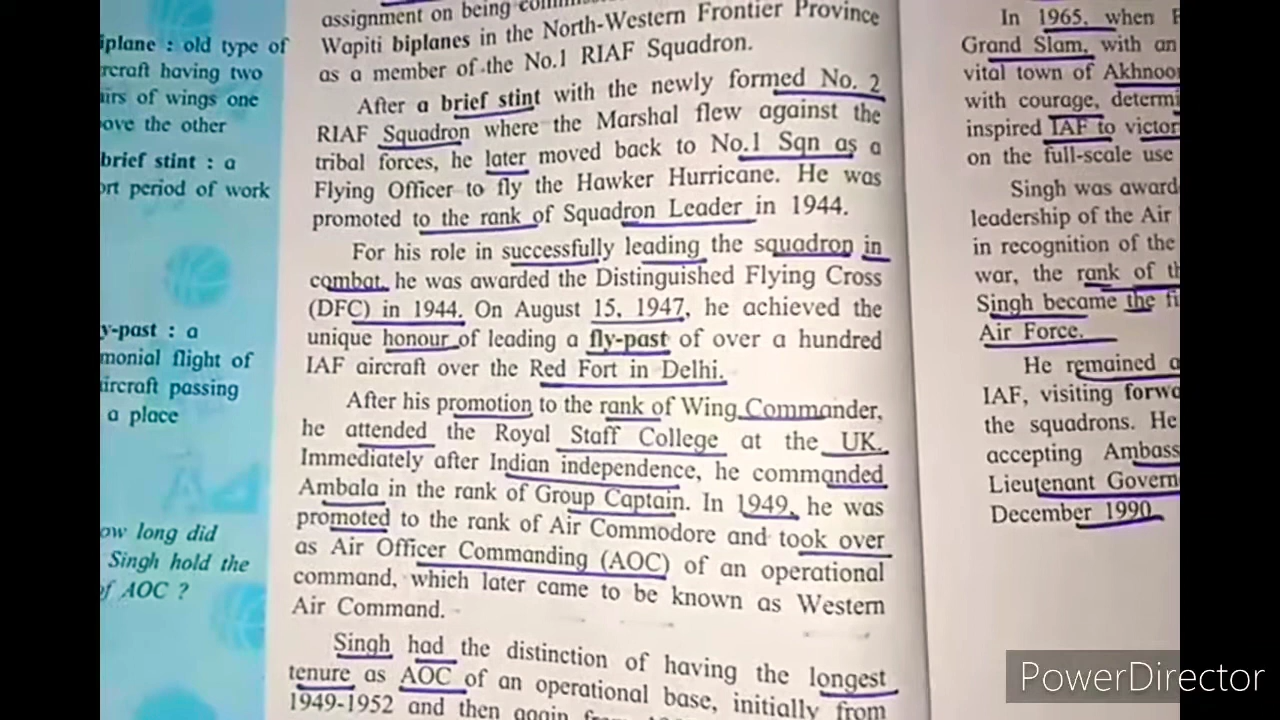 iplane : old type of
rcraft having two
irs of wings one
ove the other
brief stint : a
ort period of work
y-past : a
monial flight of
ircraft passing
a place
ow long did
Singh hold the
of AOC ?
assignment on being
Wapiti biplanes in the North-Western Frontier Province
as a member of the No.1 RIAF Squadron.
After a brief stint with the newly formed No. 2
RIAF Squadron where the Marshal flew against the
tribal forces, he later moved back to No.1 Sqn as a
Flying Officer to fly the Hawker Hurricane. He was
promoted to the rank of Squadron Leader in 1944.
For his role in successfully leading the squadron in
combat, he was awarded the Distinguished Flying Cross
(DFC) in 1944. On August 15, 1947, he achieved the
unique honour of leading a fly-past of over a hundred
IAF aircraft over the Red Fort in Delhi.
After his promotion to the rank of Wing Commander,
he attended the Royal Staff College at the UK.
Immediately after Indian independence, he commanded
Ambala in the rank of Group Captain. In 1949, he was
promoted to the rank of Air Commodore and took over
as Air Officer Commanding (AOC) of an operational
command, which later came to be known as Western
Air Command.
Singh had the distinction of having the longest
tenure as AOC of an operational base, initially from
1949-1952 and then again
In 1965, when
Grand Slam, with an
vital town of Akhnoo
with courage, determi
inspired IAF to victor
on the full-scale use
Singh was award
leadership of the Air
in recognition of the
war, the rank of th
Singh became the fi
Air Force.
He remained a
IAF, visiting forwa
the squadrons. He
accepting Ambass
Lieutenant Govern
December 1990.
PowerDirector